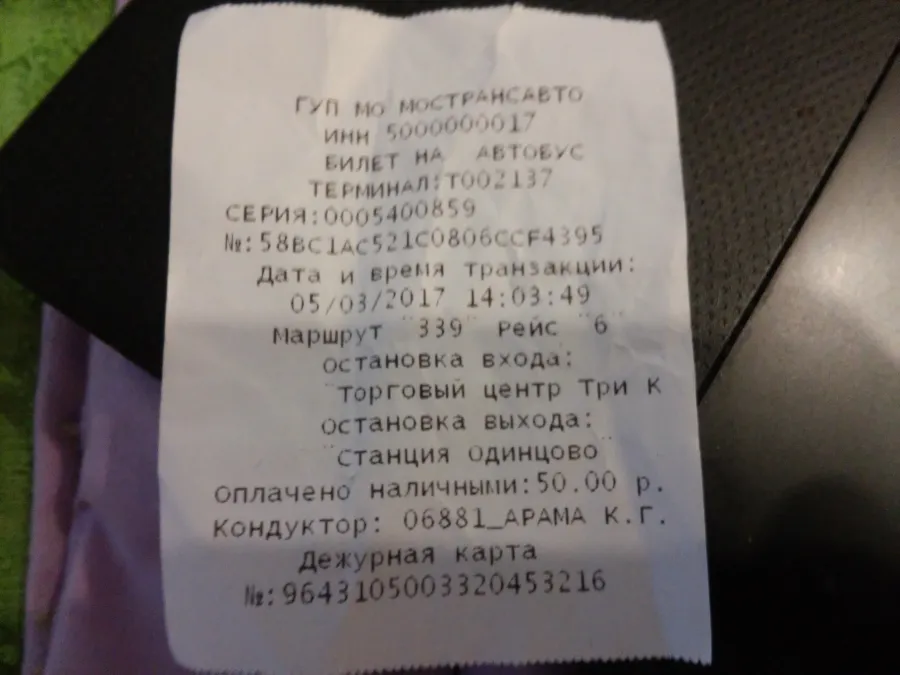 ГУП МО МОСТРАНСАВТО
ИНН 5000000017
БИЛЕТ НА АВТОБУС
ТЕРМИНАЛ:Т002137
СЕРИЯ:0005400859
№:58BC1AC521C0806CCF4395
Дата и время транзакции:
05/03/2017 14:03:49
Маршрут "339" Рейс "6"
Остановка входа:
"Торговый центр Три К
Остановка выхода:
"Станция Одинцово"
Оплачено наличными:50.00 р.
Кондуктор: 06881_АРАМА К.Г.
Дежурная карта
№:96431050033204532​16